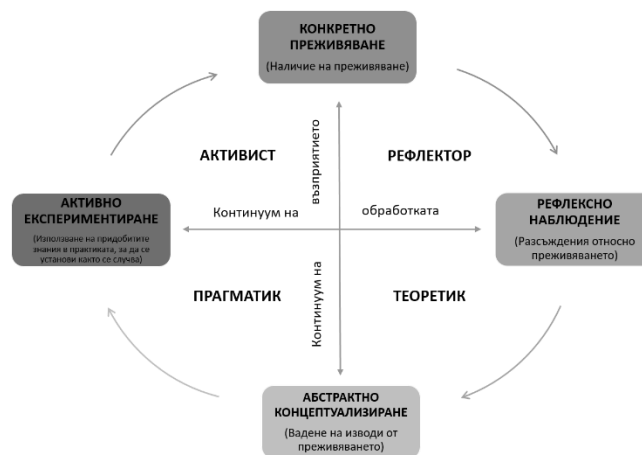 КОНКРЕТНО
ПРЕЖИВЯВАНЕ
(Наличие на преживяване)
АКТИВИСТ
РЕФЛЕКТОР
Континуум на
възприятието
АКТИВНО
ЕКСПЕРИМЕНТИРАНЕ
(Използване на придобитите
знания в практиката, за да се
установи както се случва)
Континуум на
обработката
РЕФЛЕКСНО
НАБЛЮДЕНИЕ
(Разсъждения относно
преживяването)
ПРАГМАТИК
ТЕОРЕТИК
АБСТРАКТНО
КОНЦЕПТУАЛИЗИРАНЕ
(Вадене на изводи от
преживяването)